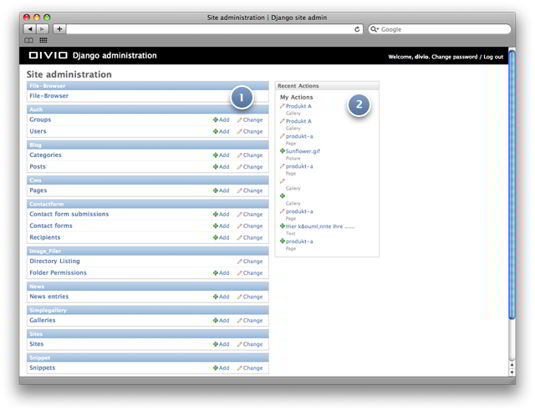 Site administration | Django site admin
Google
DIVIO Django administration
Welcome, divio. Change password / Log out
Site administration
File-Browser
File-Browser
Auth
Groups Add Change
Users Add Change
Blog
Categories Add Change
Posts Add Change
Cms
Pages Add Change
Contactform
Contact form submissions Add Change
Contact forms Add Change
Recipients Add Change
Image_Filer
Directory Listing Change
Folder Permissions Add Change
News
News entries Add Change
Simplegallery
Galleries Add Change
Sites
Sites Add Change
Snippet
Snippets Add Change
1
Recent Actions
My Actions
2
Produkt A
Gallery
Produkt A
Gallery
produkt-a
Page
Sunflower.gif
Picture
produkt-a
Page
Gallery
Gallery
produkt-a
Page
Hier k&ouml;nnte Ihre ......
Text
produkt-a
Page